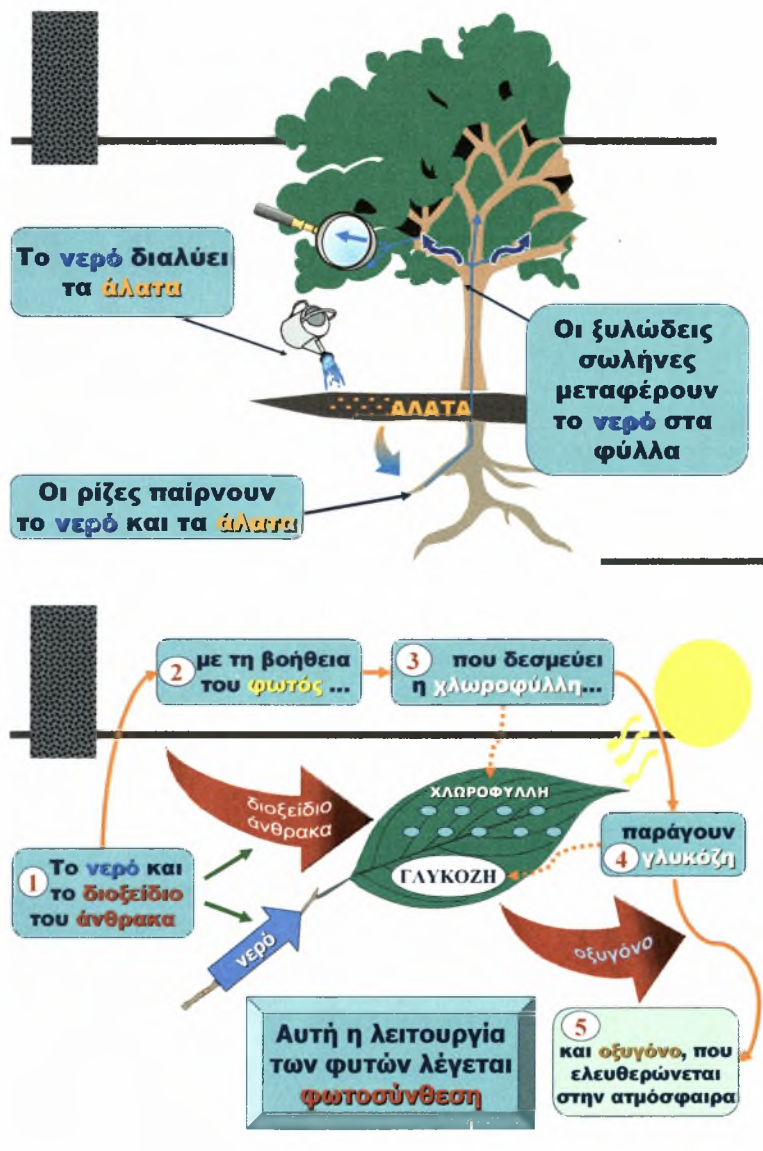 Το νερό διαλύει
τα άλατα
Οι ξυλώδεις
σωλήνες
μεταφέρουν
το νερό στα
φύλλα
ΑΛΑΤΑ
Οι ρίζες παίρνουν
το νερό και τα άλατα
2 με τη βοήθεια
του φωτός ...
3 που δεσμεύει
η χλωροφύλλη...
διοξείδιο
άνθρακα
ΧΛΩΡΟΦΥΛΛΗ
1 Το νερό και
το διοξείδιο
του άνθρακα
παράγουν
4 γλυκόζη
ΓΛΥΚΟΖΗ
νερό
οξυγόνο
Αυτή η λειτουργία
των φυτών λέγεται
φωτοσύνθεση
5
και οξυγόνο, που
ελευθερώνεται
στην ατμόσφαιρα